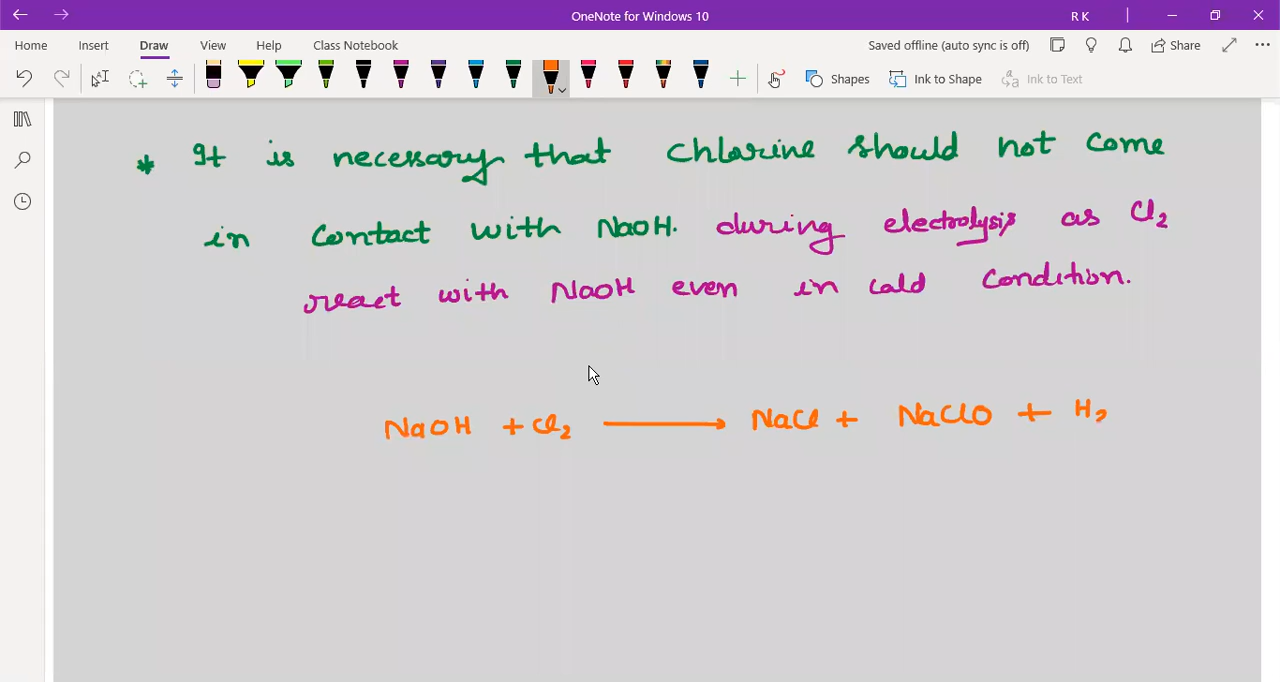 OneNote for Windows 10
R K
Home Insert Draw View Help Class Notebook
Saved offline (auto sync is off) Share
Shapes Ink to Shape Ink to Text
* It is necessary that Chlorine should not come
in contact with NaOH. during electrolysis as Cl2
react with NaOH even in cold condition.
NaOH + Cl2 ⟶ NaCl + NaClO + H2